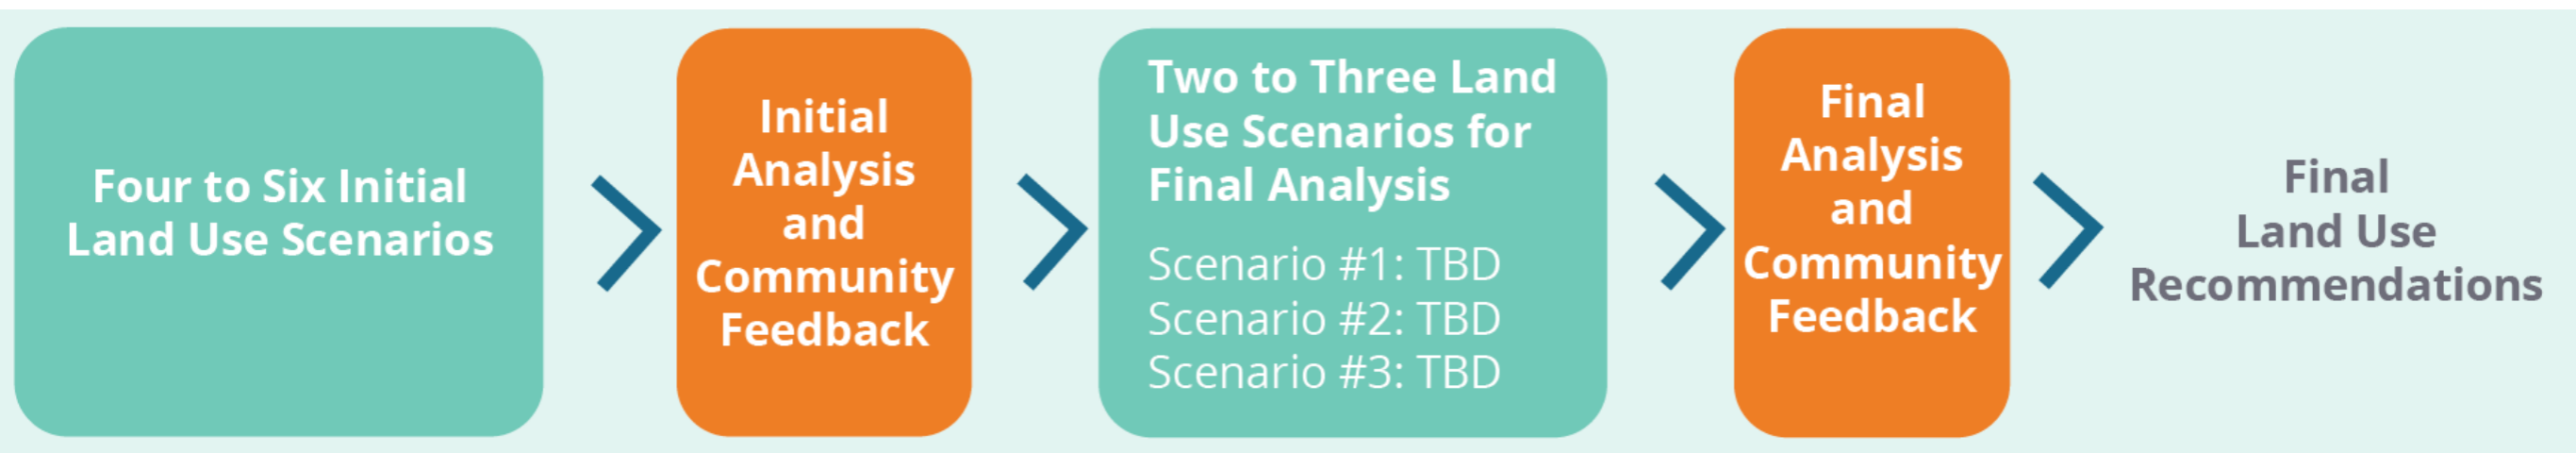 Four to Six Initial
Land Use Scenarios
Initial
Analysis
and
Community
Feedback
Two to Three Land
Use Scenarios for
Final Analysis
Scenario #1: TBD
Scenario #2: TBD
Scenario #3: TBD
Final
Analysis
and
Community
Feedback
Final
Land Use
Recommendations